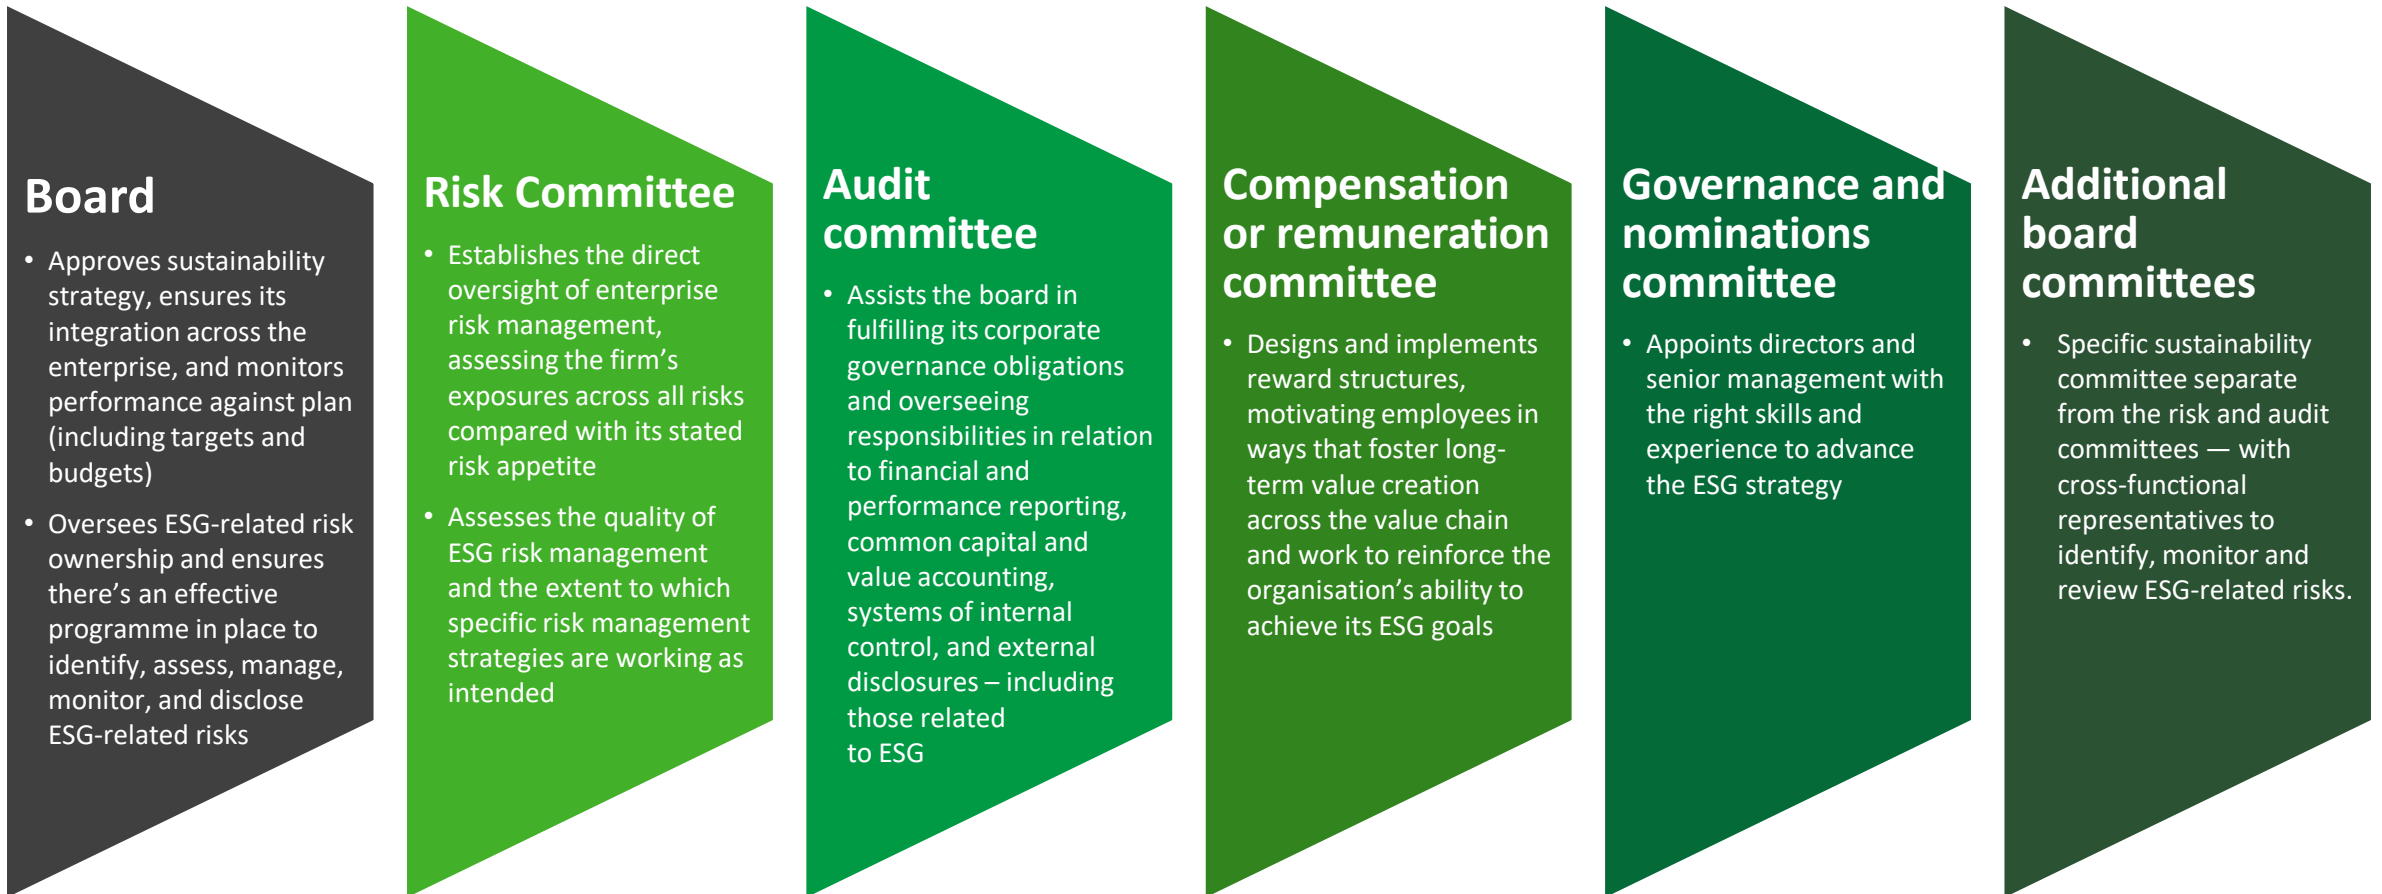 Board
• Approves sustainability
strategy, ensures its
integration across the
enterprise, and monitors
performance against plan
(including targets and
budgets)
• Oversees ESG-related risk
ownership and ensures
there’s an effective
programme in place to
identify, assess, manage,
monitor, and disclose
ESG-related risks
Risk Committee
• Establishes the direct
oversight of enterprise
risk management,
assessing the firm’s
exposures across all risks
compared with its stated
risk appetite
• Assesses the quality of
ESG risk management
and the extent to which
specific risk management
strategies are working as
intended
Audit
committee
• Assists the board in
fulfilling its corporate
governance obligations
and overseeing
responsibilities in relation
to financial and
performance reporting,
common capital and
value accounting,
systems of internal
control, and external
disclosures – including
those related
to ESG
Compensation
or remuneration
committee
• Designs and implements
reward structures,
motivating employees in
ways that foster long-
term value creation
across the value chain
and work to reinforce the
organisation’s ability to
achieve its ESG goals
Governance and
nominations
committee
• Appoints directors and
senior management with
the right skills and
experience to advance
the ESG strategy
Additional
board
committees
• Specific sustainability
committee separate
from the risk and audit
committees — with
cross-functional
representatives to
identify, monitor and
review ESG-related risks.